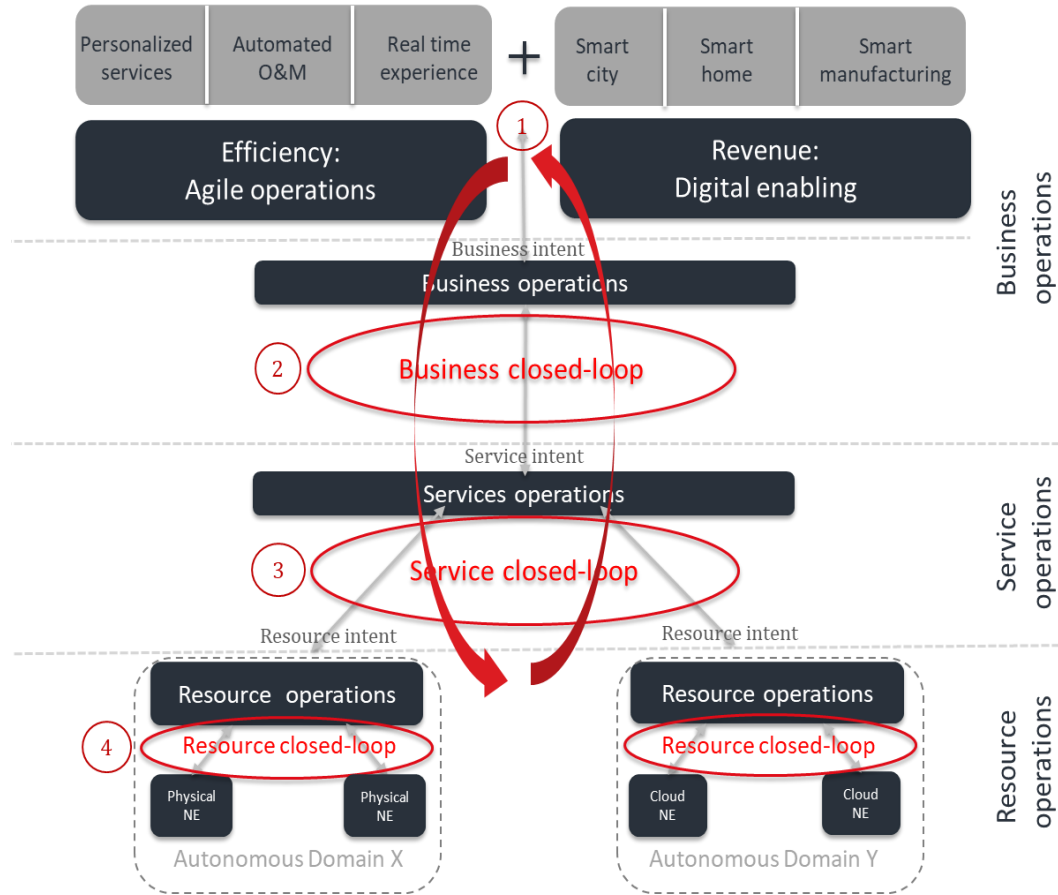 Personalized
services
Automated
O&M
Real time
experience
+
Smart
city
Smart
home
Smart
manufacturing
1
Efficiency:
Agile operations
Revenue:
Digital enabling
Business
operations
Business intent
Business operations
2
Business closed-loop
Service intent
Services operations
Service
operations
3
Service closed-loop
Resource intent
Resource intent
Resource operations
Resource operations
Resource
operations
4
Resource closed-loop
Resource closed-loop
Physical
NE
Physical
NE
Cloud
NE
Cloud
NE
Autonomous Domain X
Autonomous Domain Y